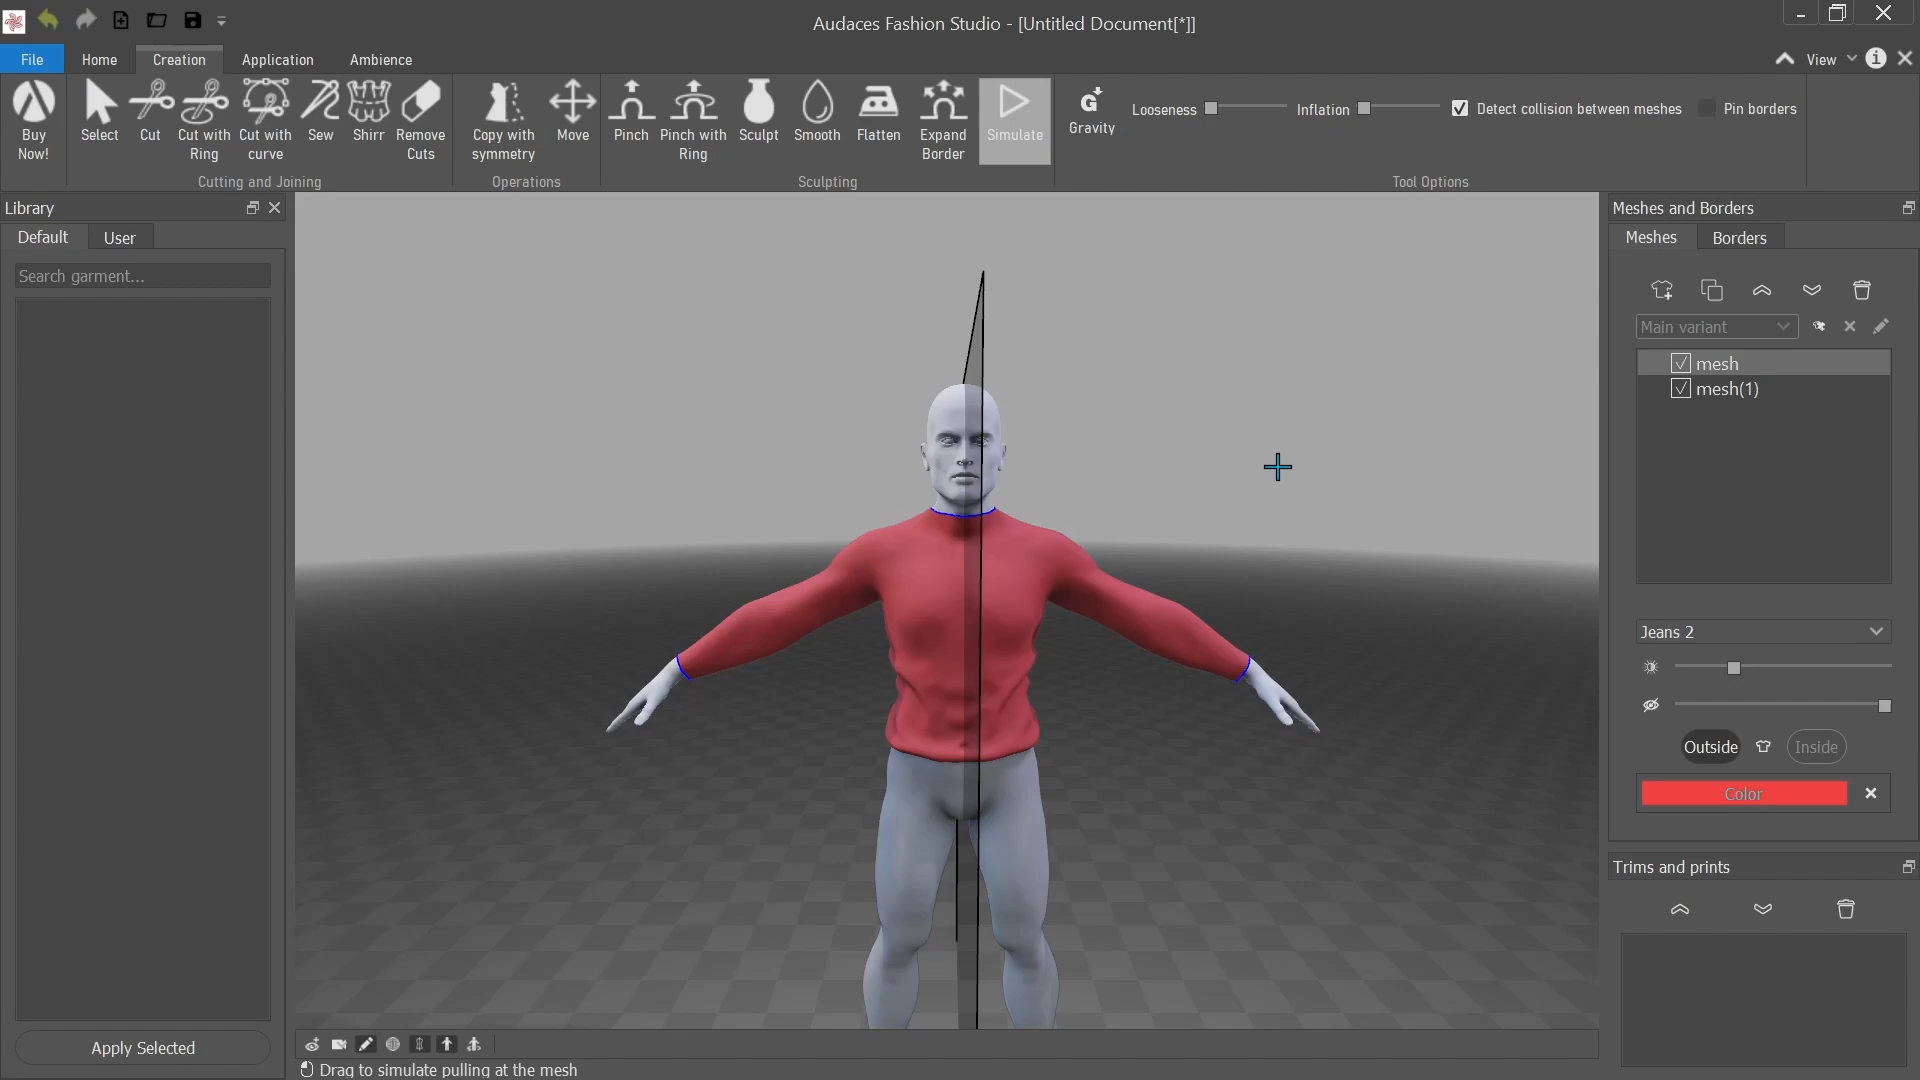 Audaces Fashion Studio - [Untitled Document[*]]
File
Home
Creation
Application
Ambience
View
Buy
Now!
Select
Cut
Cut with
Ring
Cut with
curve
Sew
Shirr
Remove
Cuts
Cutting and Joining
Copy with
symmetry
Move
Operations
Pinch
Pinch with
Ring
Sculpt
Smooth
Flatten
Expand
Border
Simulate
Sculpting
G
Gravity
Looseness
Inflation
Detect collision between meshes
Pin borders
Tool Options
Library
Default
User
Search garment...
Apply Selected
Drag to simulate pulling at the mesh
Meshes and Borders
Meshes
Borders
Main variant
mesh
mesh(1)
Jeans 2
Outside
Inside
Color
Trims and prints